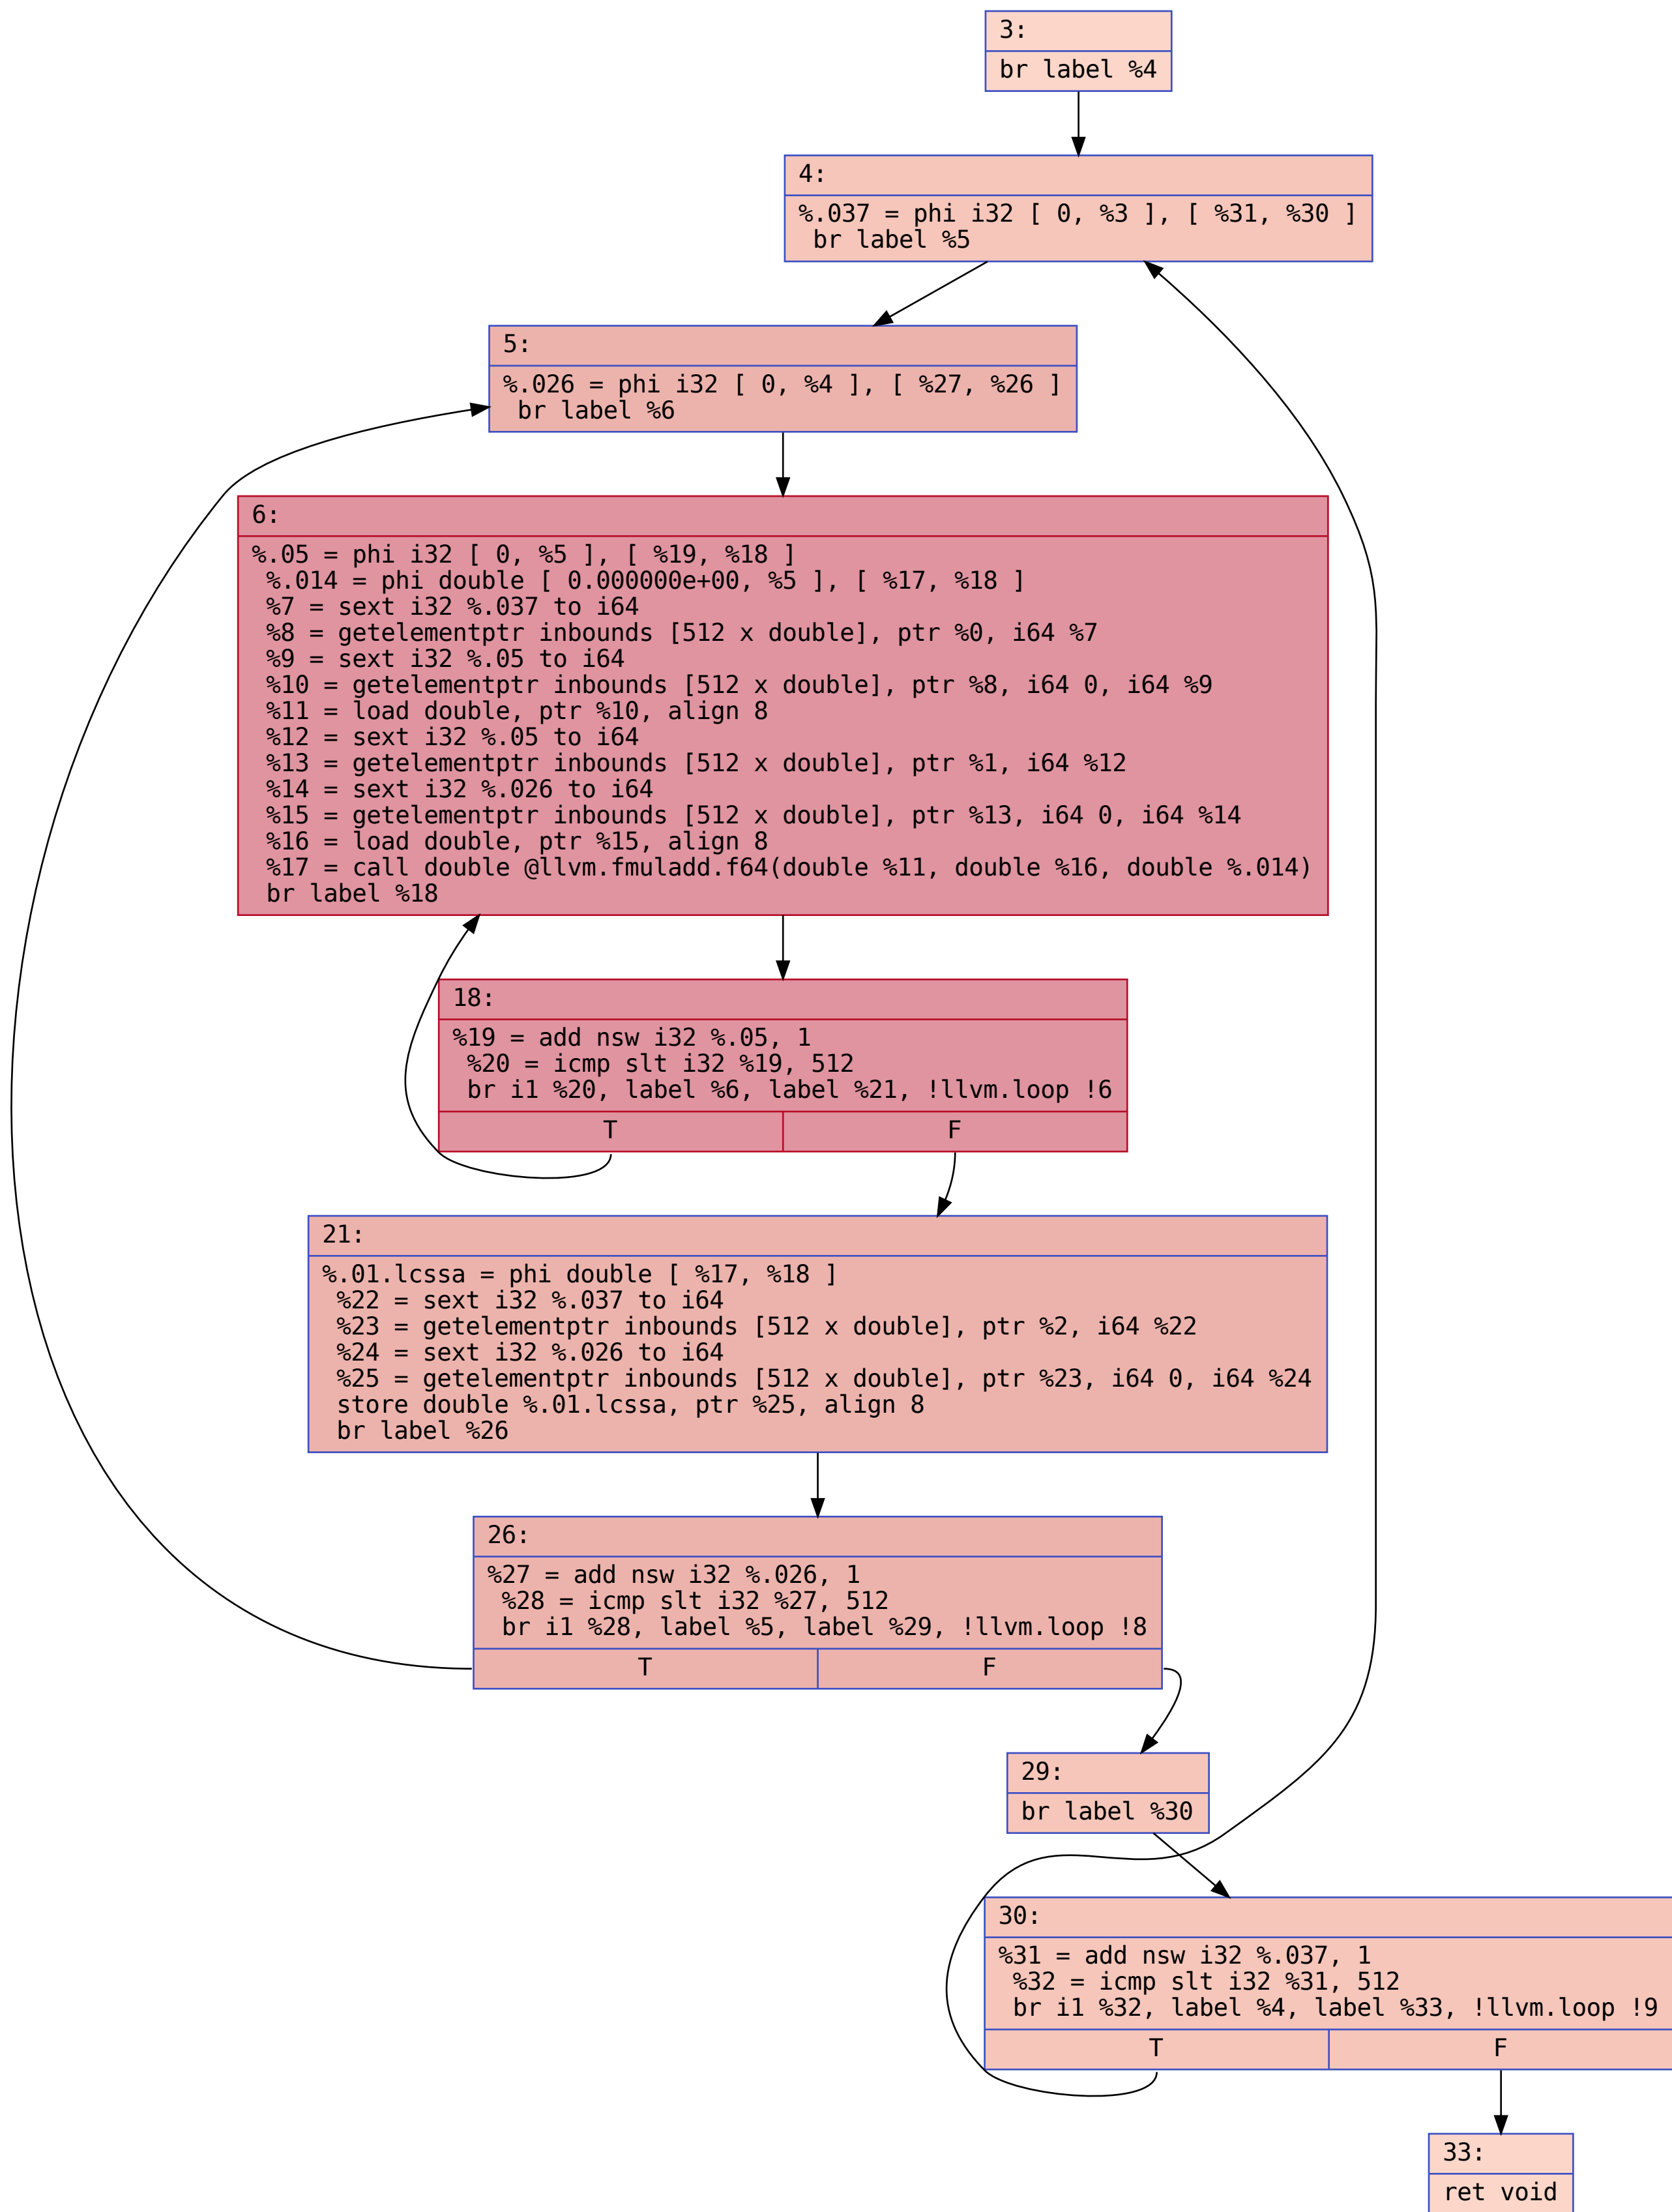 3:
br label %4
4:
%.037 = phi i32 [ 0, %3 ], [ %31, %30 ]
br label %5
5:
%.026 = phi i32 [ 0, %4 ], [ %27, %26 ]
br label %6
6:
%.05 = phi i32 [ 0, %5 ], [ %19, %18 ]
%.014 = phi double [ 0.000000e+00, %5 ], [ %17, %18 ]
%7 = sext i32 %.037 to i64
%8 = getelementptr inbounds [512 x double], ptr %0, i64 %7
%9 = sext i32 %.05 to i64
%10 = getelementptr inbounds [512 x double], ptr %8, i64 0, i64 %9
%11 = load double, ptr %10, align 8
%12 = sext i32 %.05 to i64
%13 = getelementptr inbounds [512 x double], ptr %1, i64 %12
%14 = sext i32 %.026 to i64
%15 = getelementptr inbounds [512 x double], ptr %13, i64 0, i64 %14
%16 = load double, ptr %15, align 8
%17 = call double @llvm.fmuladd.f64(double %11, double %16, double %.014)
br label %18
18:
%19 = add nsw i32 %.05, 1
%20 = icmp slt i32 %19, 512
br i1 %20, label %6, label %21, !llvm.loop !6
T F
21:
%.01.lcssa = phi double [ %17, %18 ]
%22 = sext i32 %.037 to i64
%23 = getelementptr inbounds [512 x double], ptr %2, i64 %22
%24 = sext i32 %.026 to i64
%25 = getelementptr inbounds [512 x double], ptr %23, i64 0, i64 %24
store double %.01.lcssa, ptr %25, align 8
br label %26
26:
%27 = add nsw i32 %.026, 1
%28 = icmp slt i32 %27, 512
br i1 %28, label %5, label %29, !llvm.loop !8
T F
29:
br label %30
30:
%31 = add nsw i32 %.037, 1
%32 = icmp slt i32 %31, 512
br i1 %32, label %4, label %33, !llvm.loop !9
T F
33:
ret void